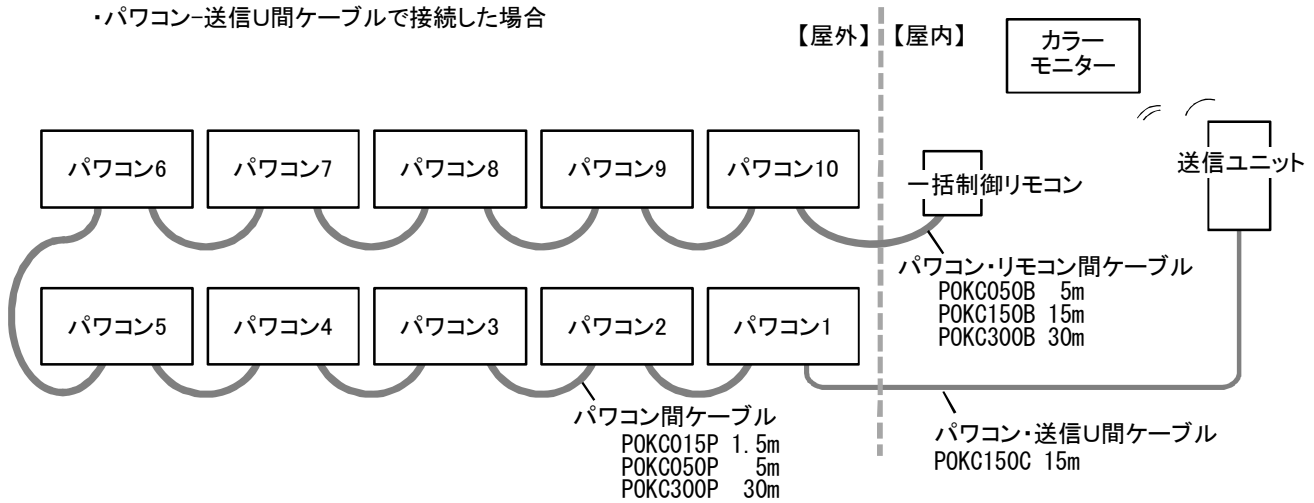 ・パワコン-送信U間ケーブルで接続した場合
【屋外】
【屋内】
カラー
モニター
パワコン6
パワコン7
パワコン8
パワコン9
パワコン10
一括制御リモコン
送信ユニット
パワコン・リモコン間ケーブル
POKC050B 5m
POKC150B 15m
POKC300B 30m
パワコン5
パワコン4
パワコン3
パワコン2
パワコン1
パワコン間ケーブル
POKC015P 1.5m
POKC050P 5m
POKC300P 30m
パワコン・送信U間ケーブル
POKC150C 15m